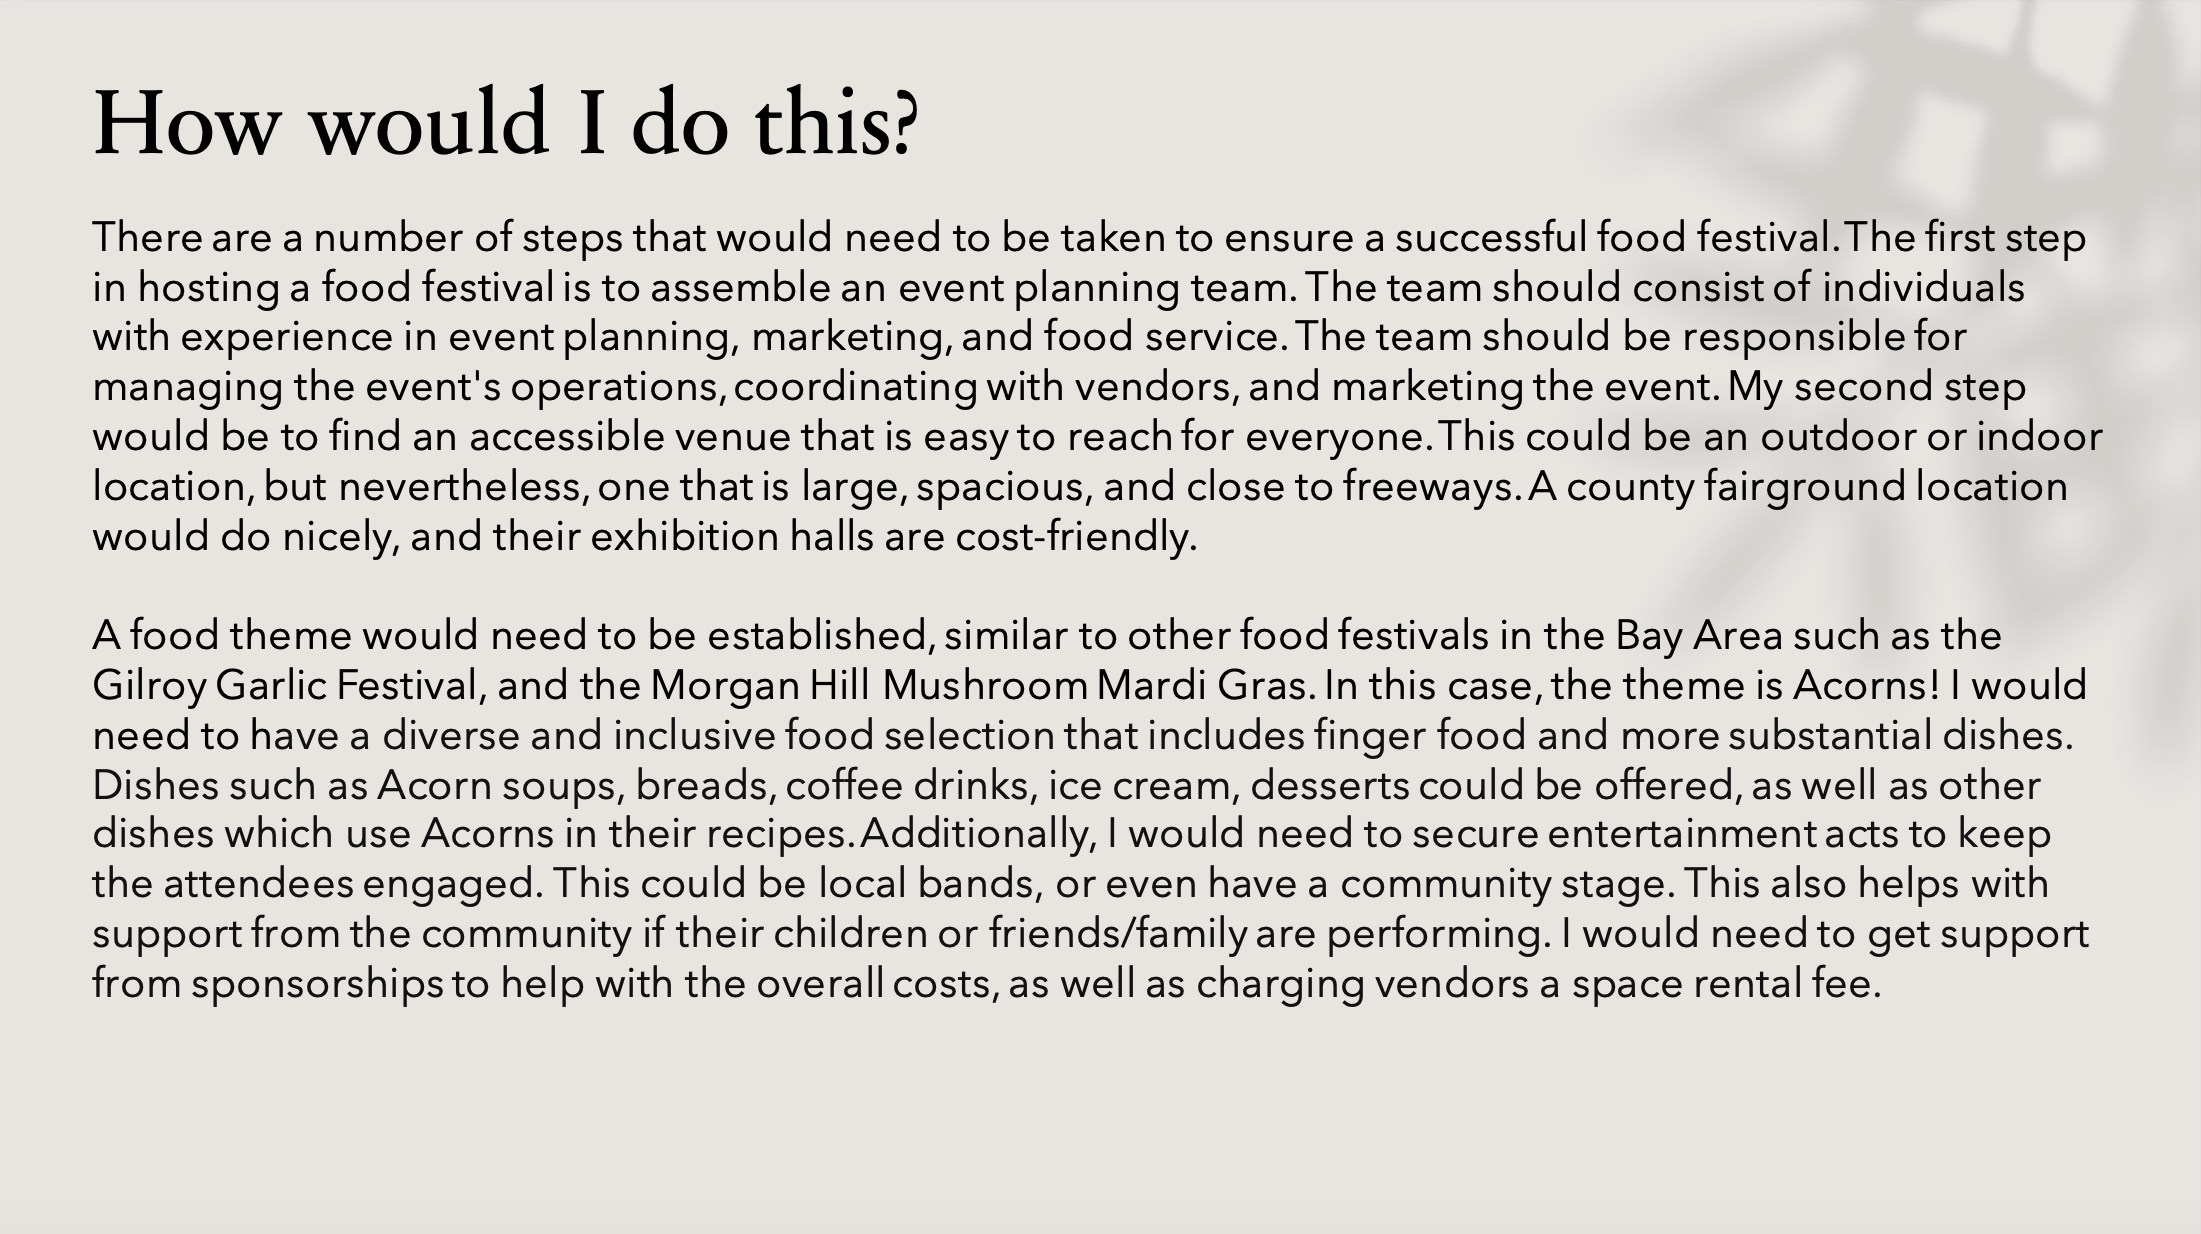 How would I do this?
There are a number of steps that would need to be taken to ensure a successful food festival. The first step
in hosting a food festival is to assemble an event planning team. The team should consist of individuals
with experience in event planning, marketing, and food service. The team should be responsible for
managing the event's operations, coordinating with vendors, and marketing the event. My second step
would be to find an accessible venue that is easy to reach for everyone. This could be an outdoor or indoor
location, but nevertheless, one that is large, spacious, and close to freeways. A county fairground location
would do nicely, and their exhibition halls are cost-friendly.
A food theme would need to be established, similar to other food festivals in the Bay Area such as the
Gilroy Garlic Festival, and the Morgan Hill Mushroom Mardi Gras. In this case, the theme is Acorns! I would
need to have a diverse and inclusive food selection that includes finger food and more substantial dishes.
Dishes such as Acorn soups, breads, coffee drinks, ice cream, desserts could be offered, as well as other
dishes which use Acorns in their recipes. Additionally, I would need to secure entertainment acts to keep
the attendees engaged. This could be local bands, or even have a community stage. This also helps with
support from the community if their children or friends/family are performing. I would need to get support
from sponsorships to help with the overall costs, as well as charging vendors a space rental fee.